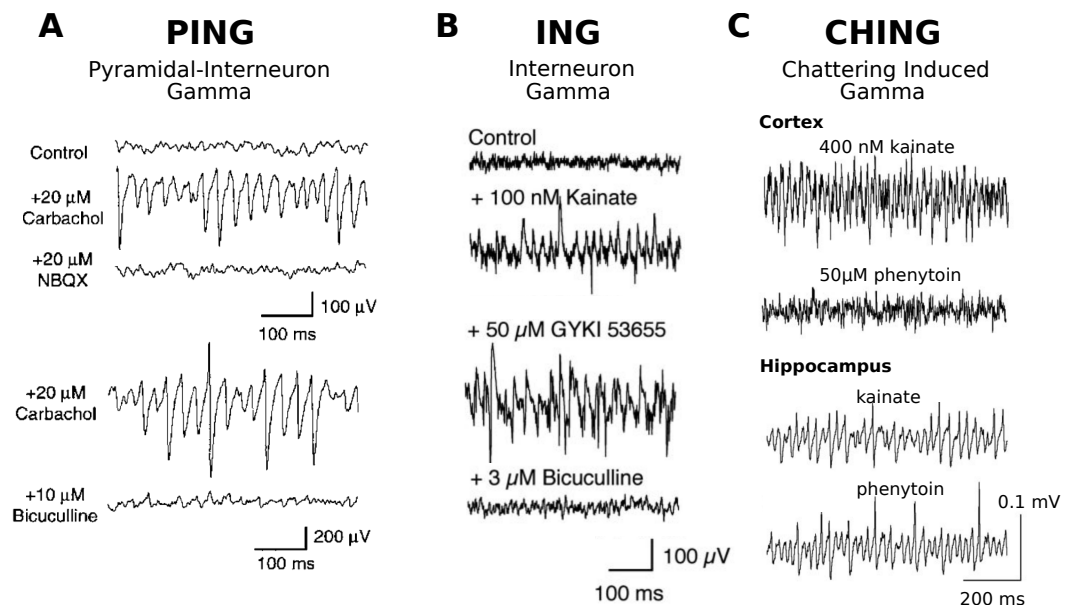 A
PING
Pyramidal-Interneuron
Gamma
Control
+20 µM
Carbachol
+20 µM
NBQX
100 µV
100 ms
+20 µM
Carbachol
+10 µM
Bicuculline
200 µV
100 ms
B
ING
Interneuron
Gamma
Control
+ 100 nM Kainate
+ 50 µM GYKI 53655
+ 3 µM Bicuculline
100 µV
100 ms
C
CHING
Chattering Induced
Gamma
Cortex
400 nM kainate
50µM phenytoin
Hippocampus
kainate
phenytoin
0.1 mV
200 ms